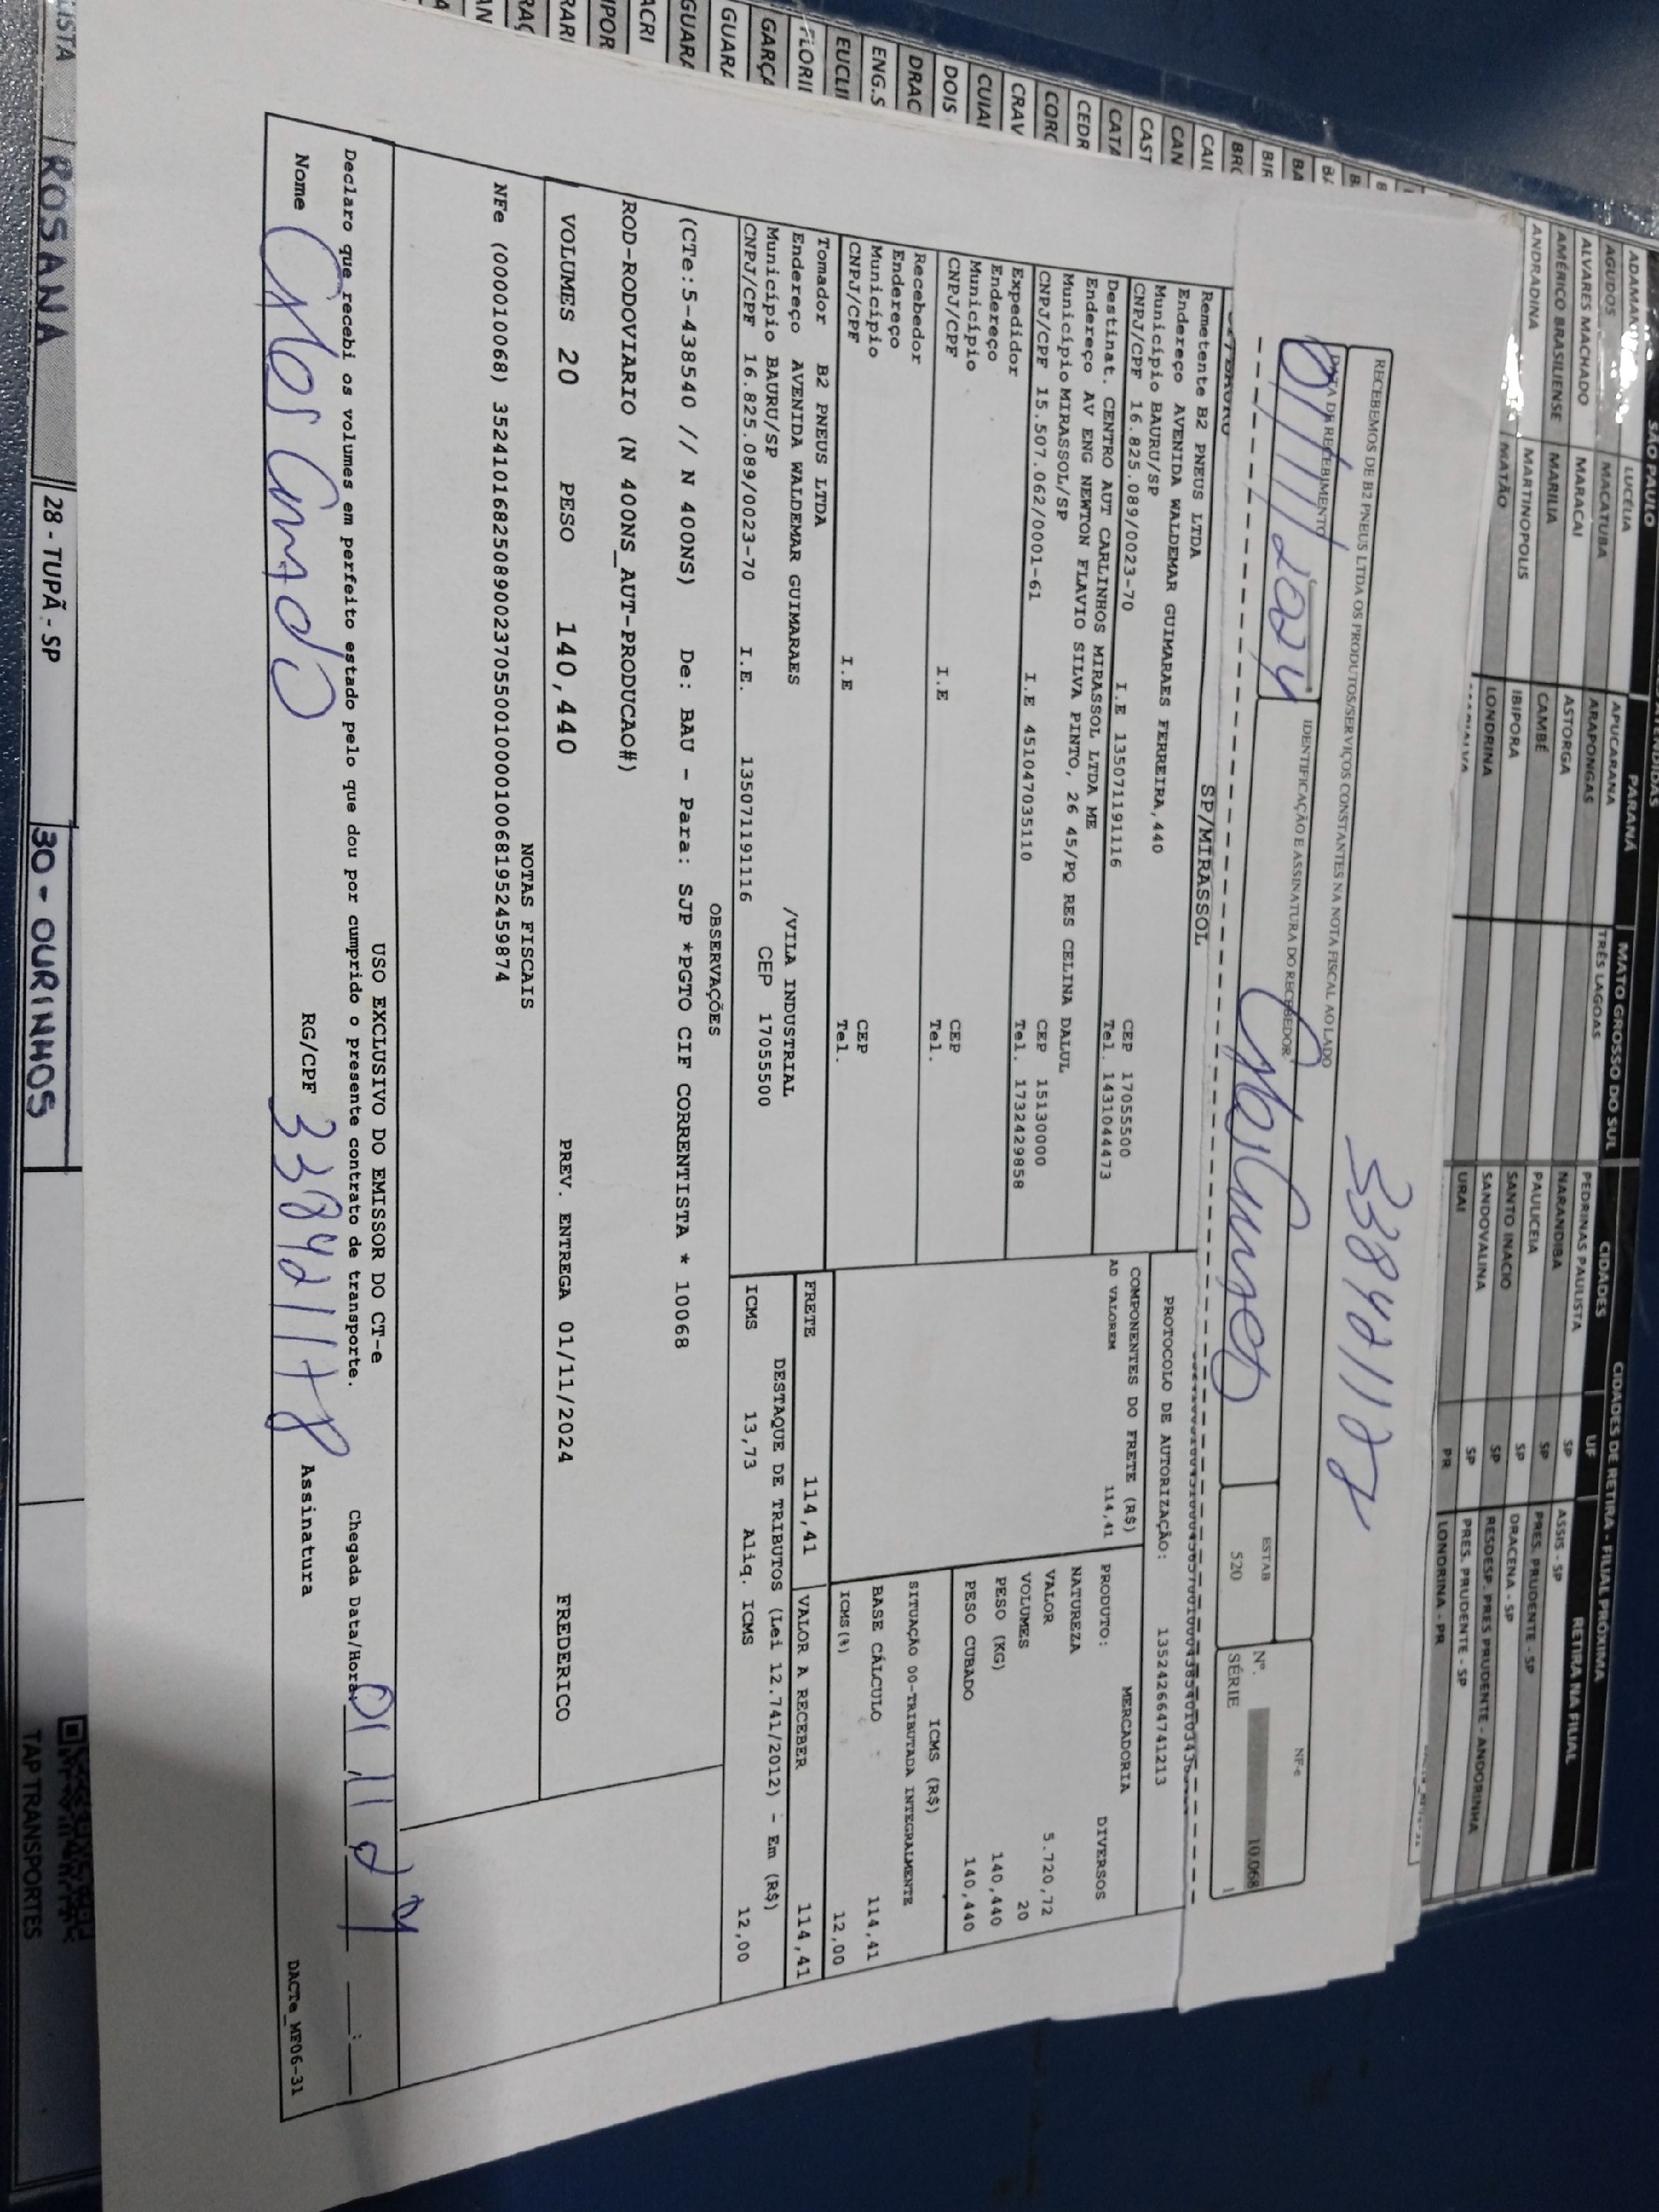 SÃO PAULO
LUCÉLIA
AGUDOS MACATUBA
ALVARES MACHADO MARACAI
AMÉRICO BRASILIENSE MARILIA
ANDRADINA MARTINOPOLIS
MATÃO
PARANÁ
APUCARANA
ARAPONGAS
ASTORGA
CAMBÉ
IBIPORA
LONDRINA
MATO GROSSO DO SUL
TRÊS LAGOAS
CIDADES DE RETIRA - FILIAL PRÓXIMA
CIDADES UF RETIRA NA FILIAL
PEDRINAS PAULISTA SP ASSIS - SP
NARANDIBA SP PRES. PRUDENTE - SP
PAULICEIA SP DRACENA - SP
SANTO INACIO SP RESDESP. PRES PRUDENTE - ANDORINHA
SANDOVALINA SP PRES. PRUDENTE - SP
URAI PR LONDRINA - PR
RECEBEMOS DE B2 PNEUS LTDA OS PRODUTOS/SERVIÇOS CONSTANTES NA NOTA FISCAL AO LADO
DATA DE RECEBIMENTO IDENTIFICAÇÃO E ASSINATURA DO RECEBEDOR ESTAB 520 NF-e
Nº. 10.068
SÉRIE 1
01/11/2024
SP/MIRASSOL
Remetente B2 PNEUS LTDA
Endereço AVENIDA WALDEMAR GUIMARAES FERREIRA,440
Município BAURU/SP CEP 17055500
CNPJ/CPF 16.825.089/0023-70 I.E 135071191116 Tel. 1431044473
Destinat. CENTRO AUT CARLINHOS MIRASSOL LTDA ME
Endereço AV ENG NEWTON FLAVIO SILVA PINTO, 26 45/PQ RES CELINA DALUL
Município MIRASSOL/SP CEP 15130000
CNPJ/CPF 15.507.062/0001-61 I.E 451047035110 Tel. 1732429858
Expedidor
Endereço
Município CEP
CNPJ/CPF I.E Tel.
Recebedor
Endereço
Município CEP
CNPJ/CPF I.E Tel.
Tomador B2 PNEUS LTDA
Endereço AVENIDA WALDEMAR GUIMARAES /VILA INDUSTRIAL
Município BAURU/SP CEP 17055500
CNPJ/CPF 16.825.089/0023-70 I.E. 135071191116
PROTOCOLO DE AUTORIZAÇÃO: 135242664741213
COMPONENTES DO FRETE (R$)
AD VALOREM 114,41
MERCADORIA
PRODUTO: DIVERSOS
NATUREZA
VALOR 5.720,72
VOLUMES 20
PESO (KG) 140,440
PESO CUBADO 140,440
ICMS (R$)
SITUAÇÃO 00-TRIBUTADA INTEGRALMENTE
BASE CÁLCULO 114,41
ICMS(%) 12,00
FRETE 114,41 VALOR A RECEBER 114,41
DESTAQUE DE TRIBUTOS (Lei 12.741/2012) - Em (R$)
ICMS 13,73 Aliq. ICMS 12,00
OBSERVAÇÕES
(CTe:5-438540 // N 400NS) De: BAU - Para: SJP *PGTO CIF CORRENTISTA * 10068
ROD-RODOVIARIO (N 400NS_AUT-PRODUCAO#)
VOLUMES 20 PESO 140,440 PREV. ENTREGA 01/11/2024 FREDERICO
NOTAS FISCAIS
NFe (000010068) 35241016825089002370550010000100681952459874
USO EXCLUSIVO DO EMISSOR DO CT-e
Declaro que recebi os volumes em perfeito estado pelo que dou por cumprido o presente contrato de transporte. Chegada Data/Hora 01/11/24
Nome RG/CPF Assinatura
DACTe_MF06-31
ROSANA 28 - TUPÃ - SP 30 - OURINHOS
TAP TRANSPORTES